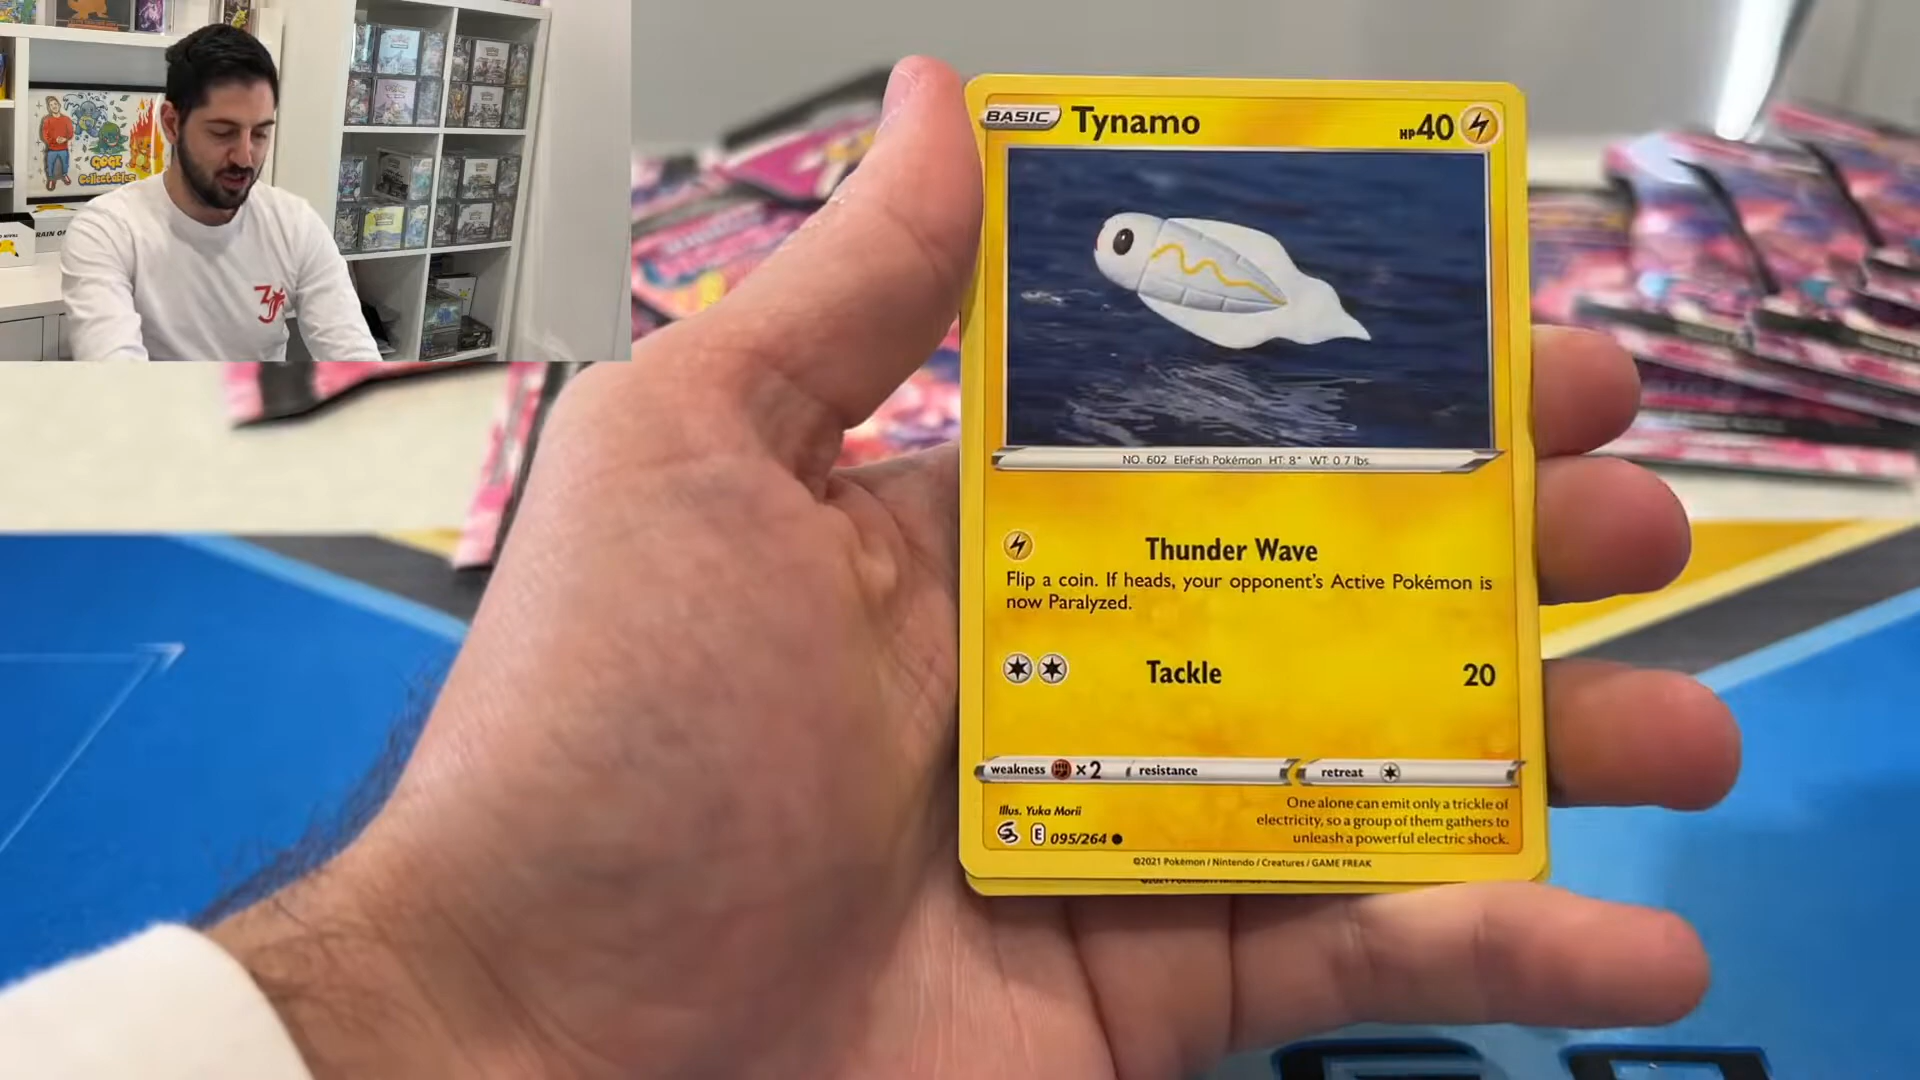 GOGZ
Collectables
BASIC Tynamo HP40
NO. 602 EleFish Pokémon HT: 8" WT: 0.7 lbs.
Thunder Wave
Flip a coin. If heads, your opponent's Active Pokémon is
now Paralyzed.
Tackle 20
weakness ×2 resistance retreat
Illus. Yuka Morii
E 095/264
One alone can emit only a trickle of
electricity, so a group of them gathers to
unleash a powerful electric shock.
©2021 Pokémon / Nintendo / Creatures / GAME FREAK